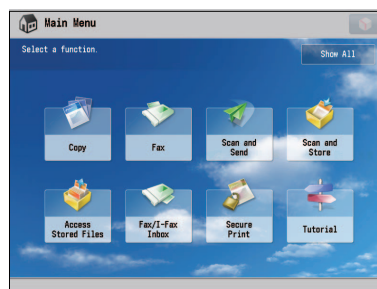 Main Menu
Select a function.
Show All
Copy
Fax
Scan and
Send
Scan and
Store
Access
Stored Files
Fax/I-Fax
Inbox
Secure
Print
Tutorial